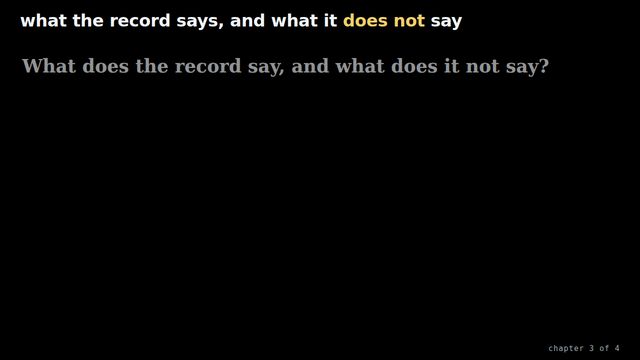 what the record says, and what it does not say
What does the record say, and what does it not say?
chapter 3 of 4